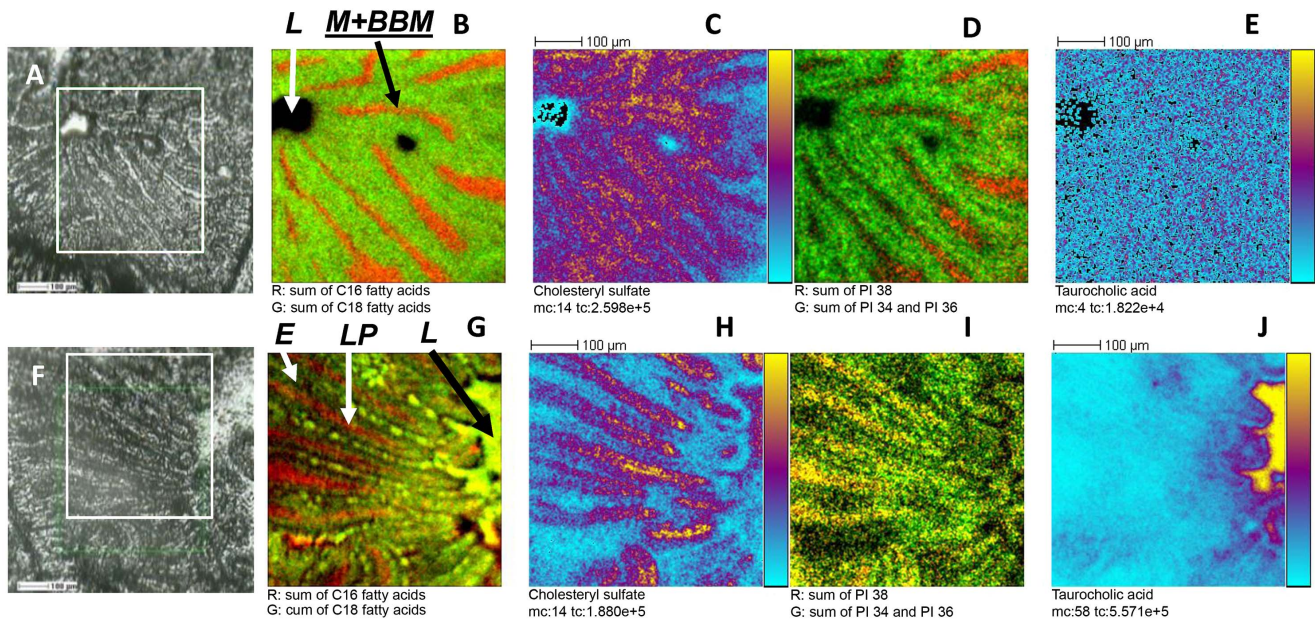 L M+BBM B C D E
A
100 µm
100 µm
100 µm
R: sum of C16 fatty acids
G: sum of C18 fatty acids
Cholesteryl sulfate
mc:14 tc:2.598e+5
R: sum of PI 38
G: sum of PI 34 and PI 36
Taurocholic acid
mc:4 tc:1.822e+4
F E LP L G H I J
100 µm
100 µm
100 µm
R: sum of C16 fatty acids
G: cum of C18 fatty acids
Cholesteryl sulfate
mc:14 tc:1.880e+5
R: sum of PI 38
G: sum of PI 34 and PI 36
Taurocholic acid
mc:58 tc:5.571e+5